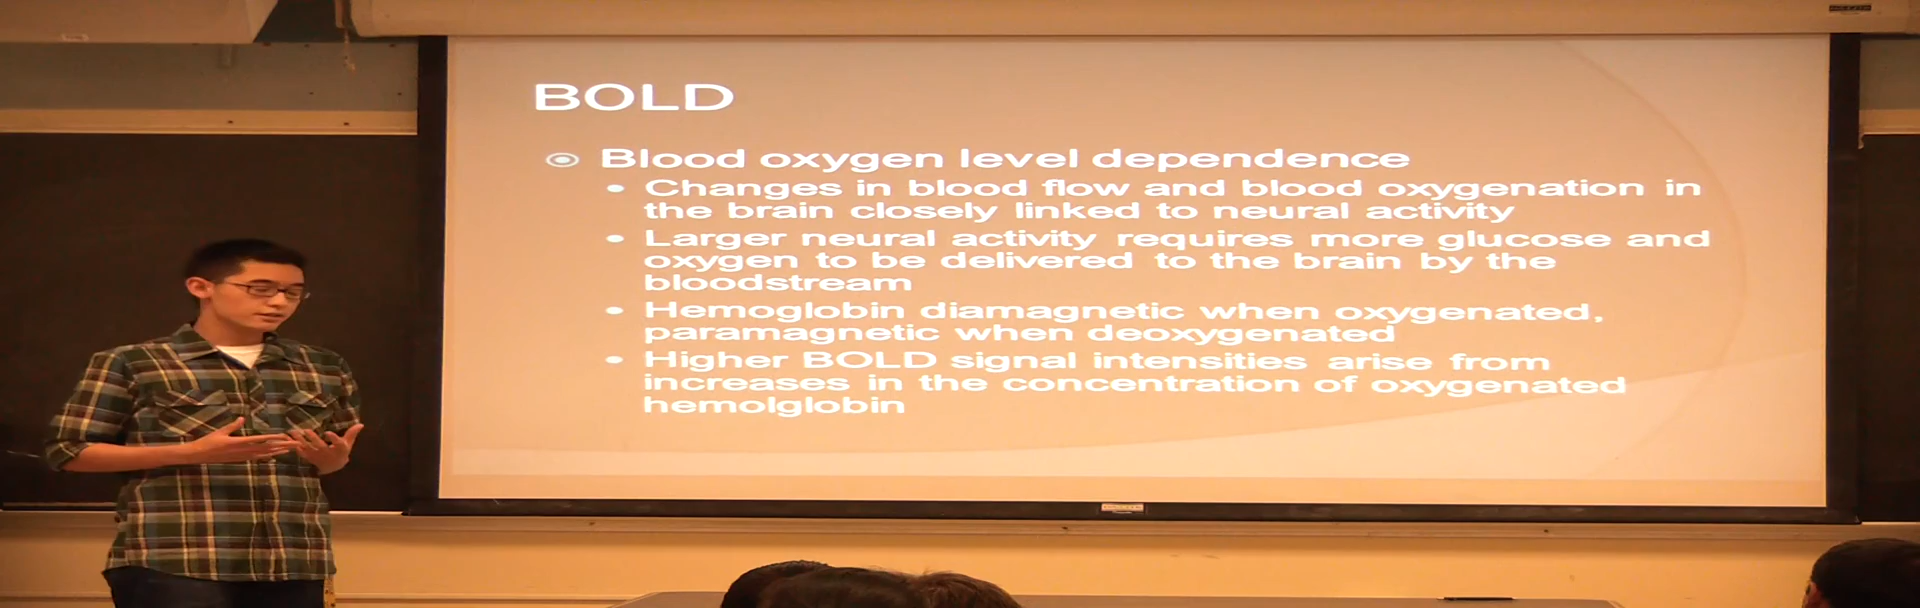 BOLD
Blood oxygen level dependence
Changes in blood flow and blood oxygenation in
the brain closely linked to neural activity
Larger neural activity requires more glucose and
oxygen to be delivered to the brain by the
bloodstream
Hemoglobin diamagnetic when oxygenated,
paramagnetic when deoxygenated
Higher BOLD signal intensities arise from
increases in the concentration of oxygenated
hemolglobin